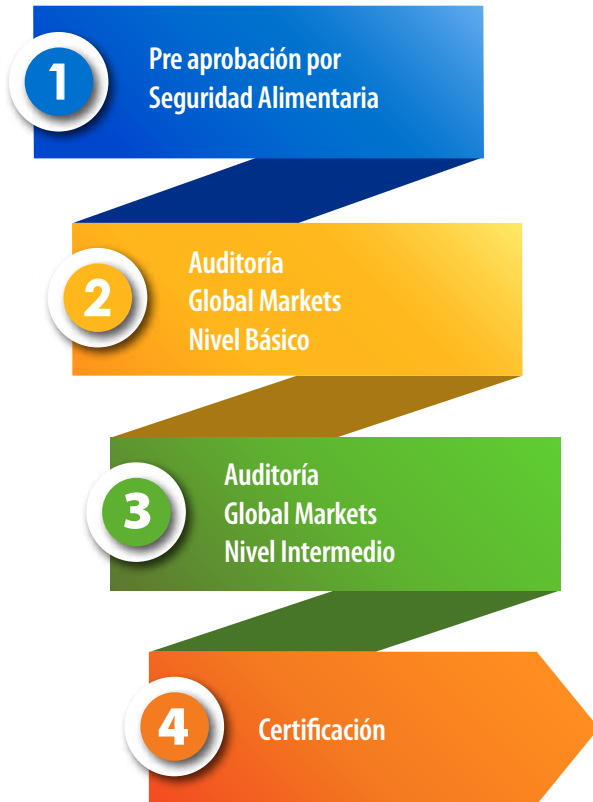 1
Pre aprobación por
Seguridad Alimentaria
2
Auditoría
Global Markets
Nivel Básico
3
Auditoría
Global Markets
Nivel Intermedio
4
Certificación